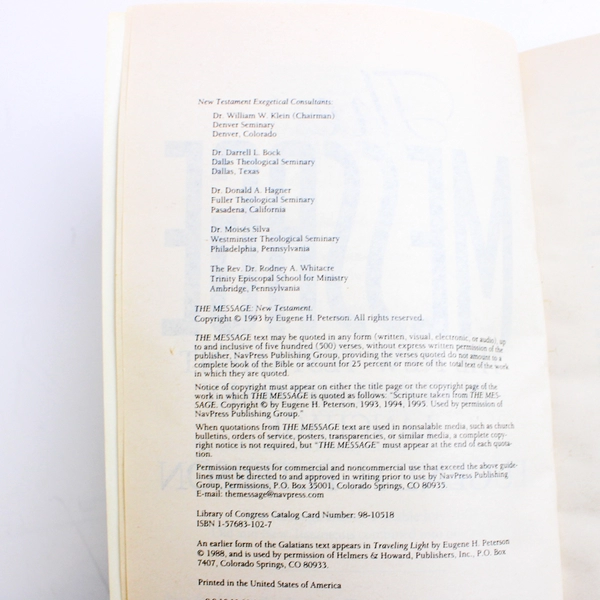 New Testament Exegetical Consultants:
Dr. William W. Klein (Chairman)
Denver Seminary
Denver, Colorado
Dr. Darrell L. Bock
Dallas Theological Seminary
Dallas, Texas
Dr. Donald A. Hagner
Fuller Theological Seminary
Pasadena, California
Dr. Moisés Silva
Westminster Theological Seminary
Philadelphia, Pennsylvania
The Rev. Dr. Rodney A. Whitacre
Trinity Episcopal School for Ministry
Ambridge, Pennsylvania
THE MESSAGE: New Testament.
Copyright © 1993 by Eugene H. Peterson. All rights reserved.
THE MESSAGE text may be quoted in any form (written, visual, electronic, or audio), up
to and inclusive of five hundred (500) verses, without express written permission of the
publisher, NavPress Publishing Group, providing the verses quoted do not amount to a
complete book of the Bible or account for 25 percent or more of the total text of the work
in which they are quoted.
Notice of copyright must appear on either the title page or the copyright page of the
work in which THE MESSAGE is quoted as follows: "Scripture taken from THE MES-
SAGE. Copyright © by Eugene H. Peterson, 1993, 1994, 1995. Used by permission of
NavPress Publishing Group."
When quotations from THE MESSAGE text are used in nonsalable media, such as church
bulletins, orders of service, posters, transparencies, or similar media, a complete copy-
right notice is not required, but "THE MESSAGE" must appear at the end of each quota-
tion.
Permission requests for commercial and noncommercial use that exceed the above guide-
lines must be directed to and approved in writing prior to use by NavPress Publishing
Group, Permissions, P.O. Box 35001, Colorado Springs, CO 80935.
E-mail: themessage@navpress.com
Library of Congress Catalog Card Number: 98-10518
ISBN 1-57683-102-7
An earlier form of the Galatians text appears in Traveling Light by Eugene H. Peterson
© 1988, and is used by permission of Helmers & Howard, Publishers, Inc., P.O. Box
7407, Colorado Springs, CO 80933.
Printed in the United States of America